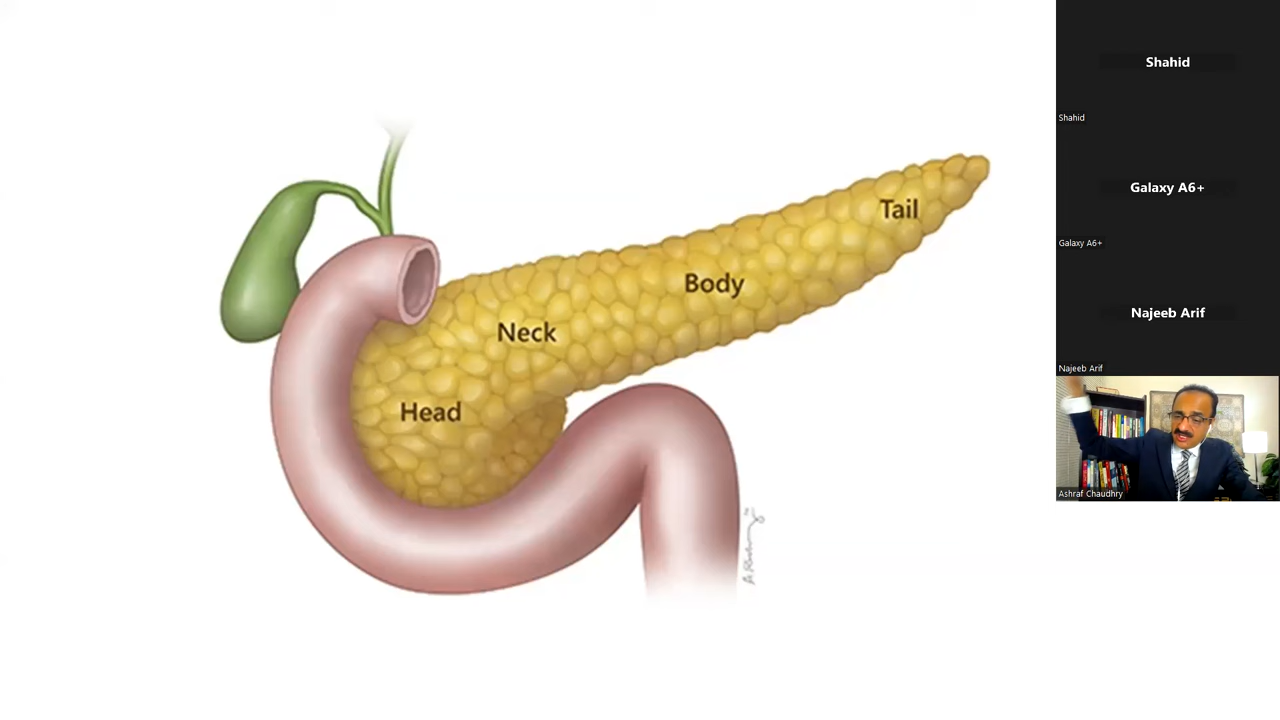 Tail
Body
Neck
Head
Shahid
Shahid
Galaxy A6+
Galaxy A6+
Najeeb Arif
Najeeb Arif
Ashraf Chaudhry